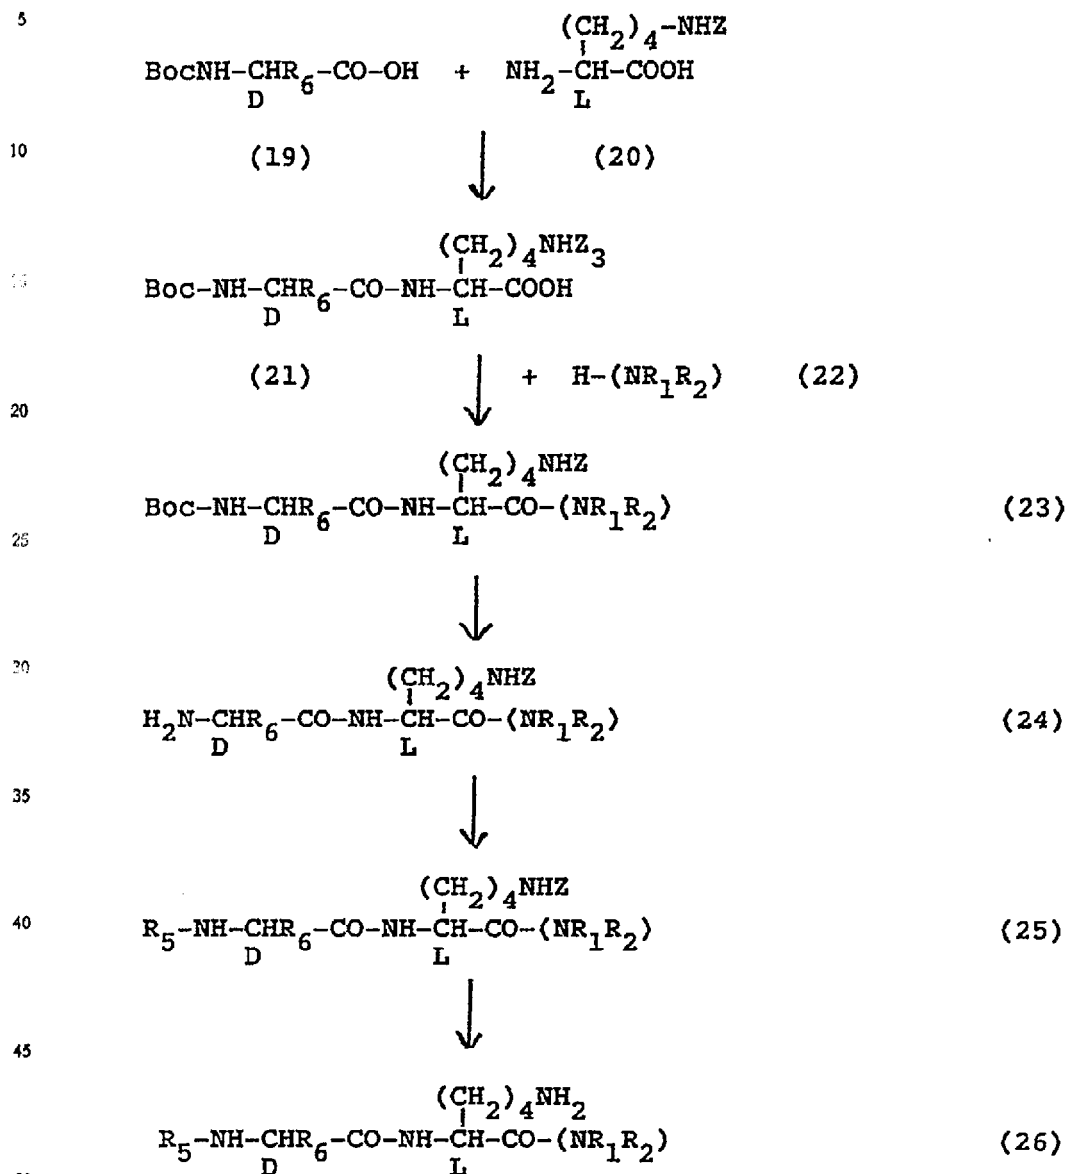 5
(CH₂)₄-NHZ
BocNH-CHR₆-CO-OH + NH₂-CH-COOH
D L
10
(19) (20)
(CH₂)₄NHZ₃
Boc-NH-CHR₆-CO-NH-CH-COOH
D L
(21) + H-(NR₁R₂) (22)
20
(CH₂)₄NHZ
Boc-NH-CHR₆-CO-NH-CH-CO-(NR₁R₂) (23)
D L
25
(CH₂)₄NHZ
H₂N-CHR₆-CO-NH-CH-CO-(NR₁R₂) (24)
D L
35
(CH₂)₄NHZ
40 R₅-NH-CHR₆-CO-NH-CH-CO-(NR₁R₂) (25)
D L
45
(CH₂)₄NH₂
R₅-NH-CHR₆-CO-NH-CH-CO-(NR₁R₂) (26)
D L